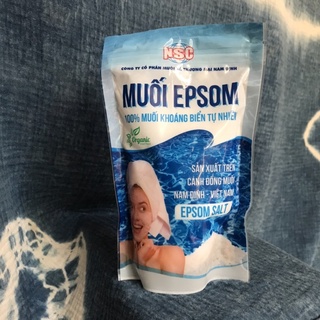 NSC
CÔNG TY CỔ PHẦN MUỐI & THƯƠNG MẠI NAM ĐỊNH
MUỐI EPSOM
100% MUỐI KHOÁNG BIỂN TỰ NHIÊN
Organic
SẢN XUẤT TRÊN
CÁNH ĐỒNG MUỐI
NAM ĐỊNH - VIỆT NAM
EPSOM SALT